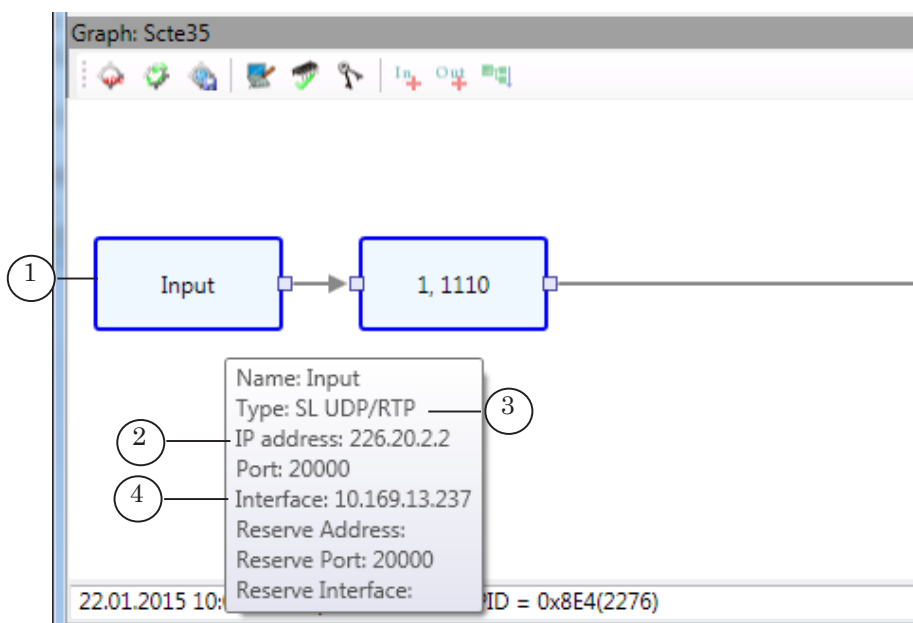 Graph: Scte35
In Out
1 Input 1, 1110
Name: Input
Type: SL UDP/RTP 3
2 IP address: 226.20.2.2
Port: 20000
4 Interface: 10.169.13.237
Reserve Address:
Reserve Port: 20000
Reserve Interface:
22.01.2015 10: PID = 0x8E4(2276)